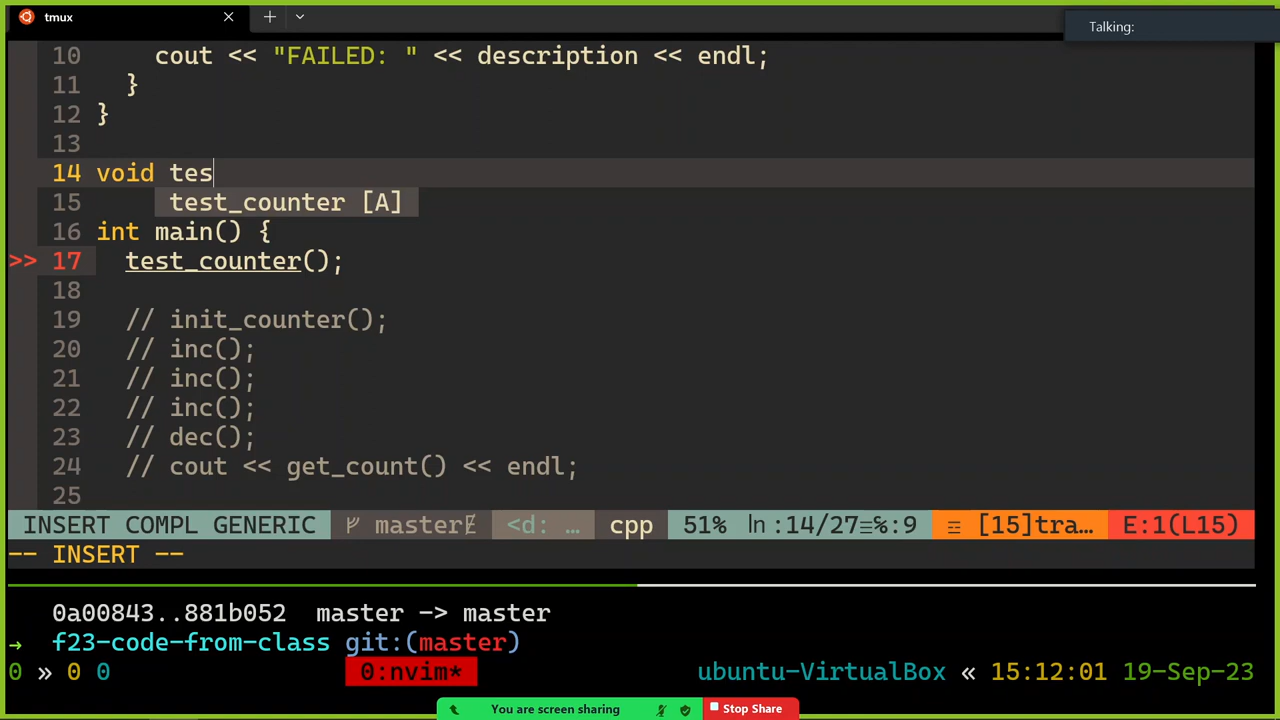 tmux
Talking:
10 cout << "FAILED: " << description << endl;
11 }
12 }
13
14 void tes
15 test_counter [A]
16 int main() {
>> 17 test_counter();
18
19 // init_counter();
20 // inc();
21 // inc();
22 // inc();
23 // dec();
24 // cout << get_count() << endl;
25
INSERT COMPL GENERIC master <d: … cpp 51% ln :14/27≡%:9 ☲ [15]tra… E:1(L15)
-- INSERT --
0a00843..881b052 master -> master
→ f23-code-from-class git:(master)
0 » 0 0 0:nvim* ubuntu-VirtualBox « 15:12:01 19-Sep-23
You are screen sharing Stop Share